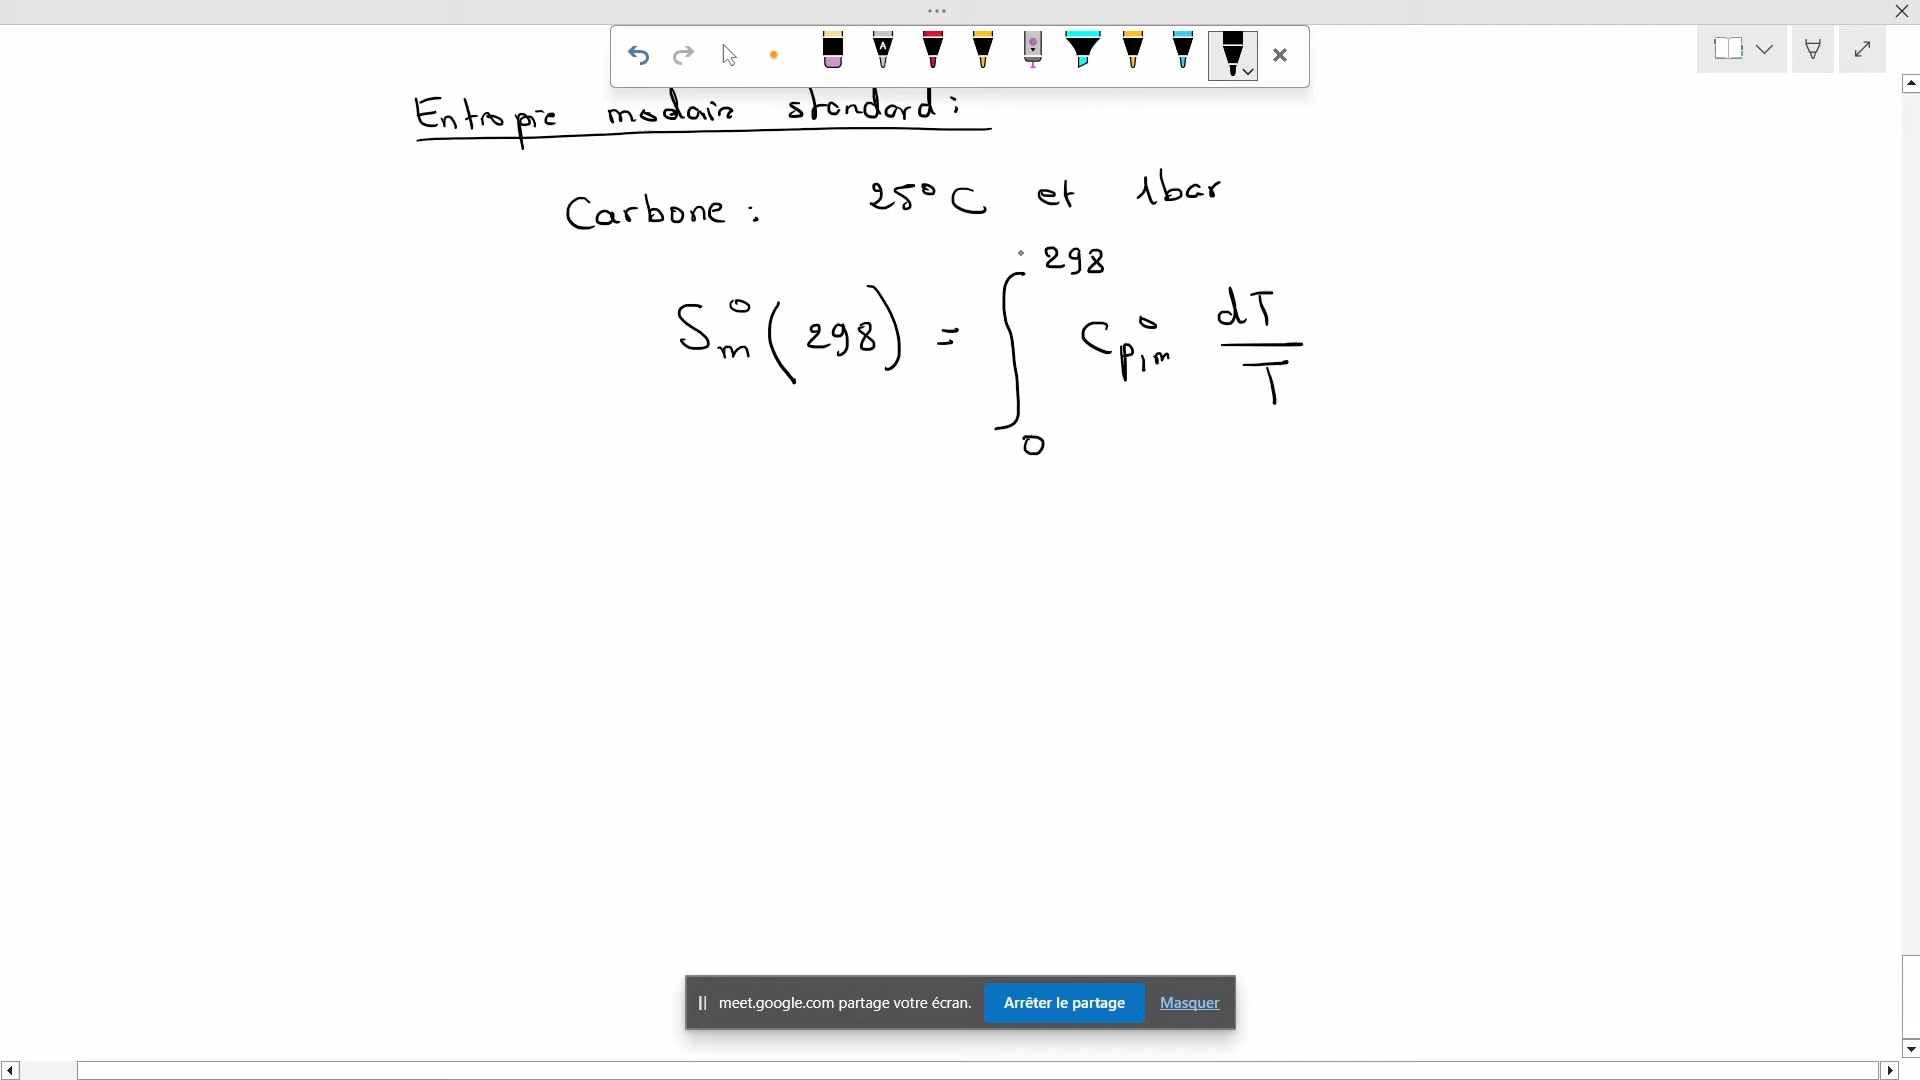 Entropie molaire standard :
Carbone : 25°C et 1bar
S°m (298) = ∫₀²⁹⁸ C°p,m dT/T
meet.google.com partage votre écran. Arrêter le partage Masquer